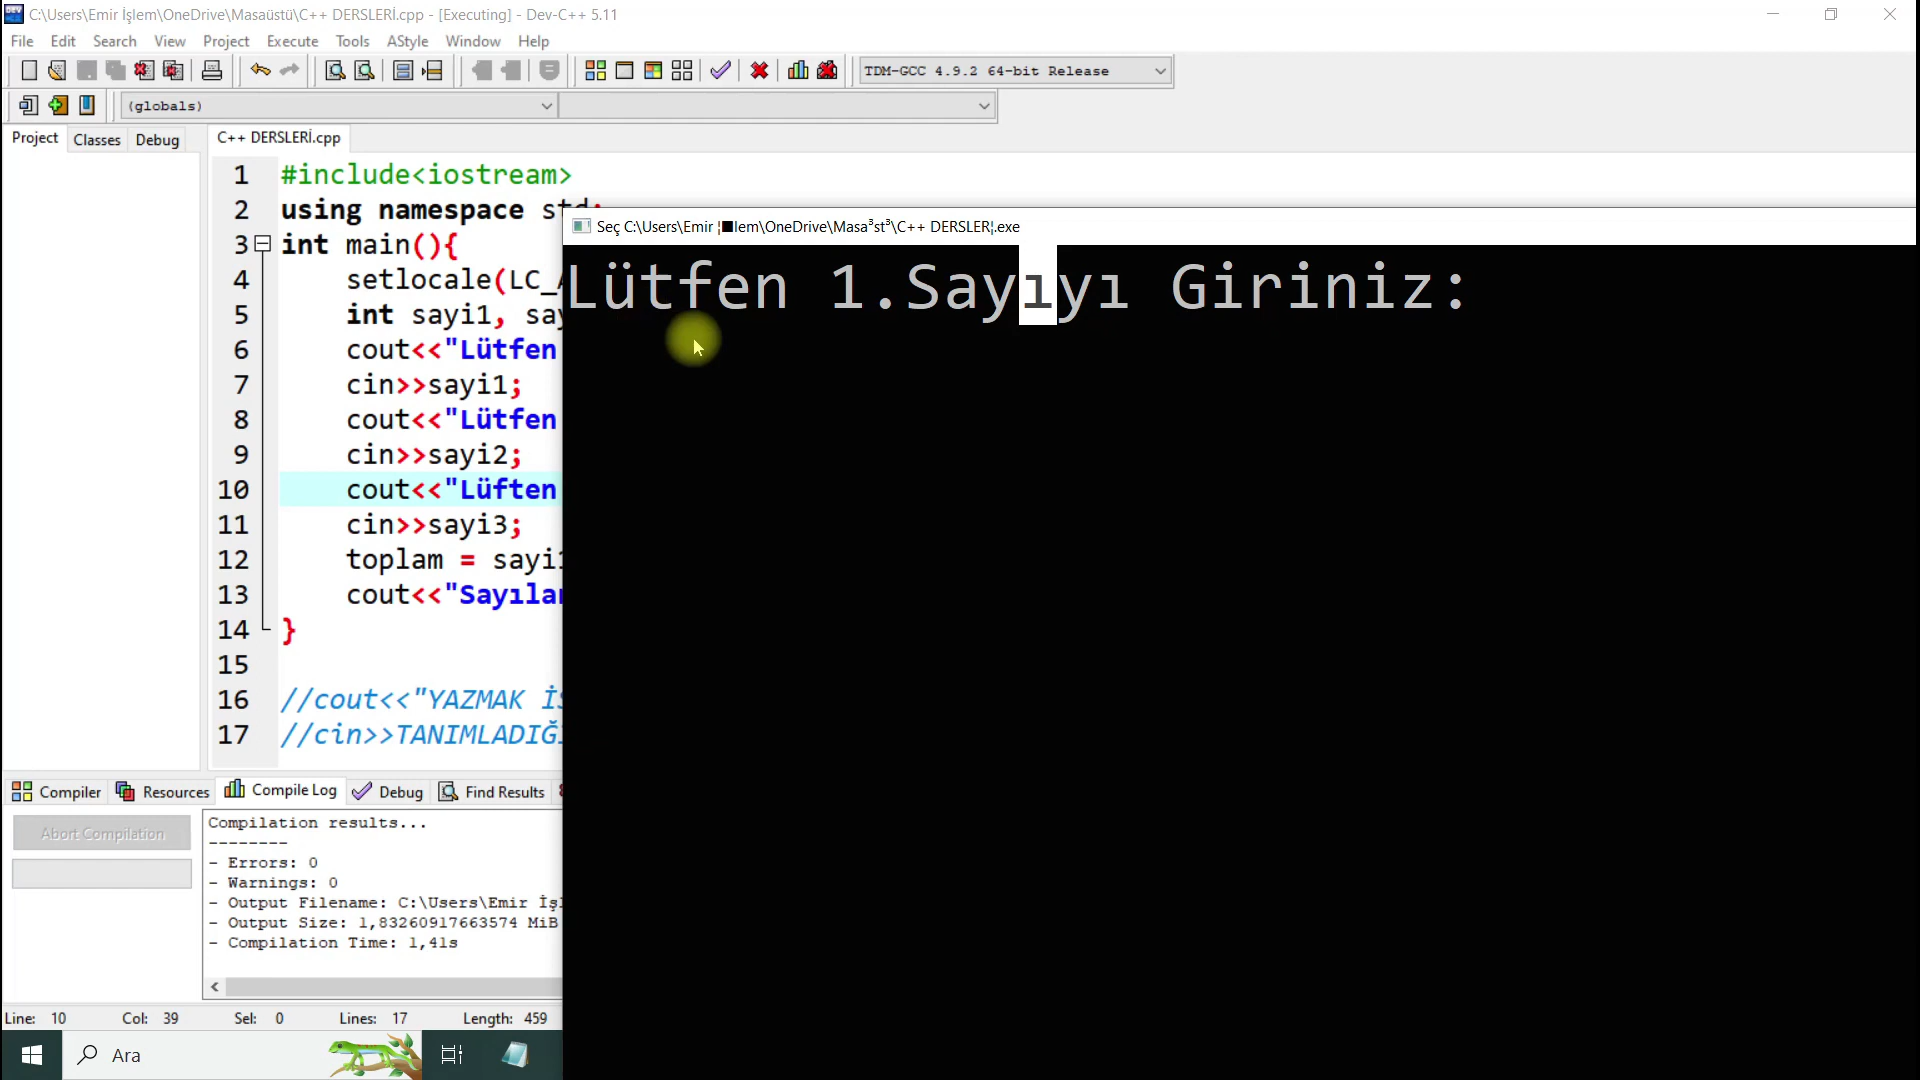 C:\Users\Emir İşlem\OneDrive\Masaüstü\C++ DERSLERİ.cpp - [Executing] - Dev-C++ 5.11
File Edit Search View Project Execute Tools AStyle Window Help
TDM-GCC 4.9.2 64-bit Release
(globals)
Project Classes Debug
C++ DERSLERİ.cpp
1 #include<iostream>
2 using namespace std;
3 int main(){
4 setlocale(LC_
5 int sayi1, say
6 cout<<"Lütfen
7 cin>>sayi1;
8 cout<<"Lütfen
9 cin>>sayi2;
10 cout<<"Lüften
11 cin>>sayi3;
12 toplam = sayi1
13 cout<<"Sayılar
14 }
15
16 //cout<<"YAZMAK İS
17 //cin>>TANIMLADIĞ
Seç C:\Users\Emir ¦■lem\OneDrive\Masa³st³\C++ DERSLER¦.exe
Lütfen 1.Sayıyı Giriniz:
Compiler Resources Compile Log Debug Find Results
Abort Compilation
Compilation results...
--------
- Errors: 0
- Warnings: 0
- Output Filename: C:\Users\Emir İşl
- Output Size: 1,83260917663574 MiB
- Compilation Time: 1,41s
Line: 10 Col: 39 Sel: 0 Lines: 17 Length: 459
Ara